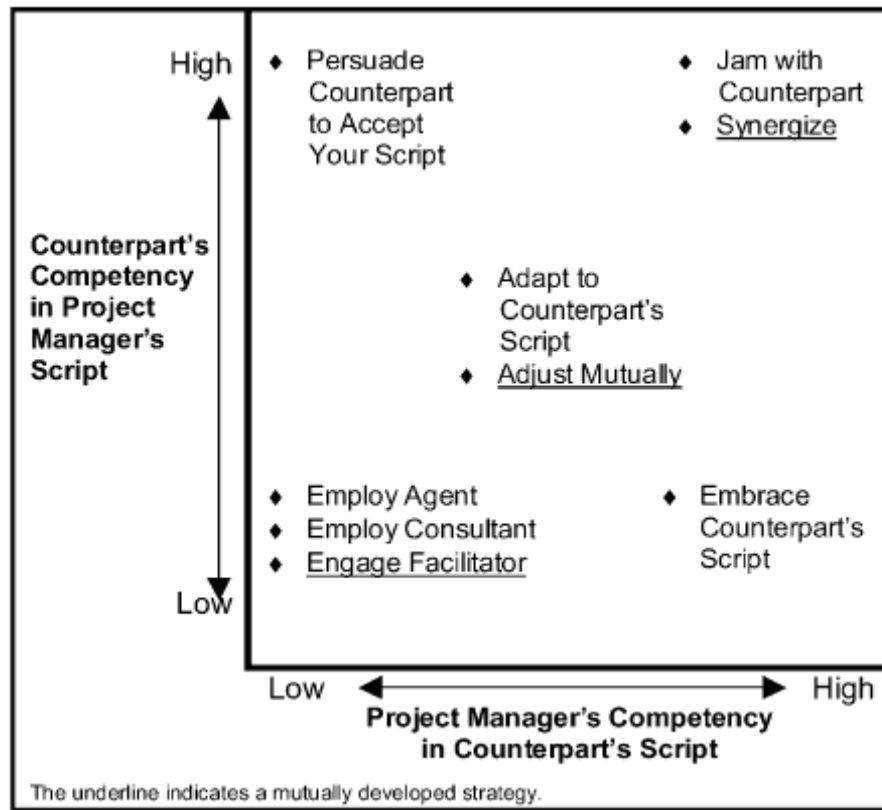 High
♦ Persuade
Counterpart
to Accept
Your Script
♦ Jam with
Counterpart
♦ Synergize
Counterpart's
Competency
in Project
Manager's
Script
♦ Adapt to
Counterpart's
Script
♦ Adjust Mutually
♦ Employ Agent
♦ Employ Consultant
♦ Engage Facilitator
♦ Embrace
Counterpart's
Script
Low
Low
High
Project Manager's Competency
in Counterpart's Script
The underline indicates a mutually developed strategy.